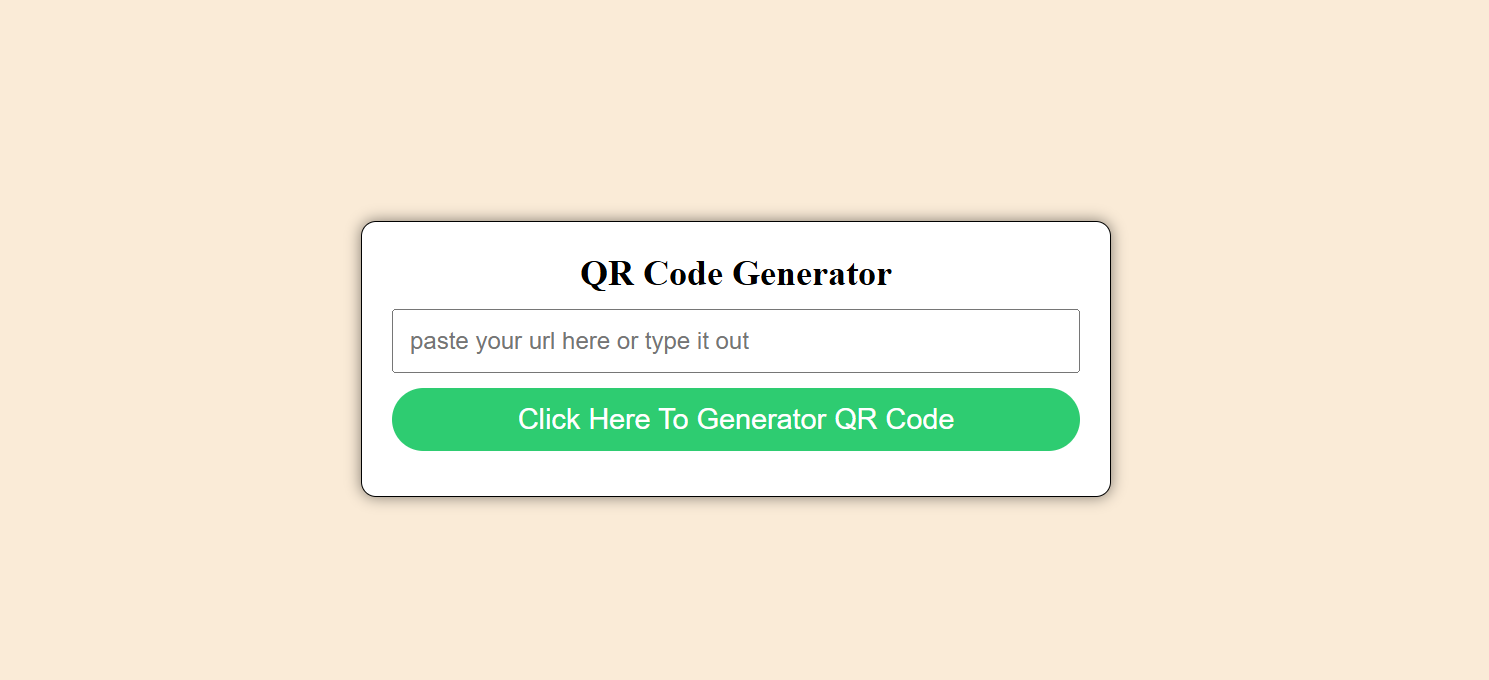 QR Code Generator
paste your url here or type it out
Click Here To Generator QR Code